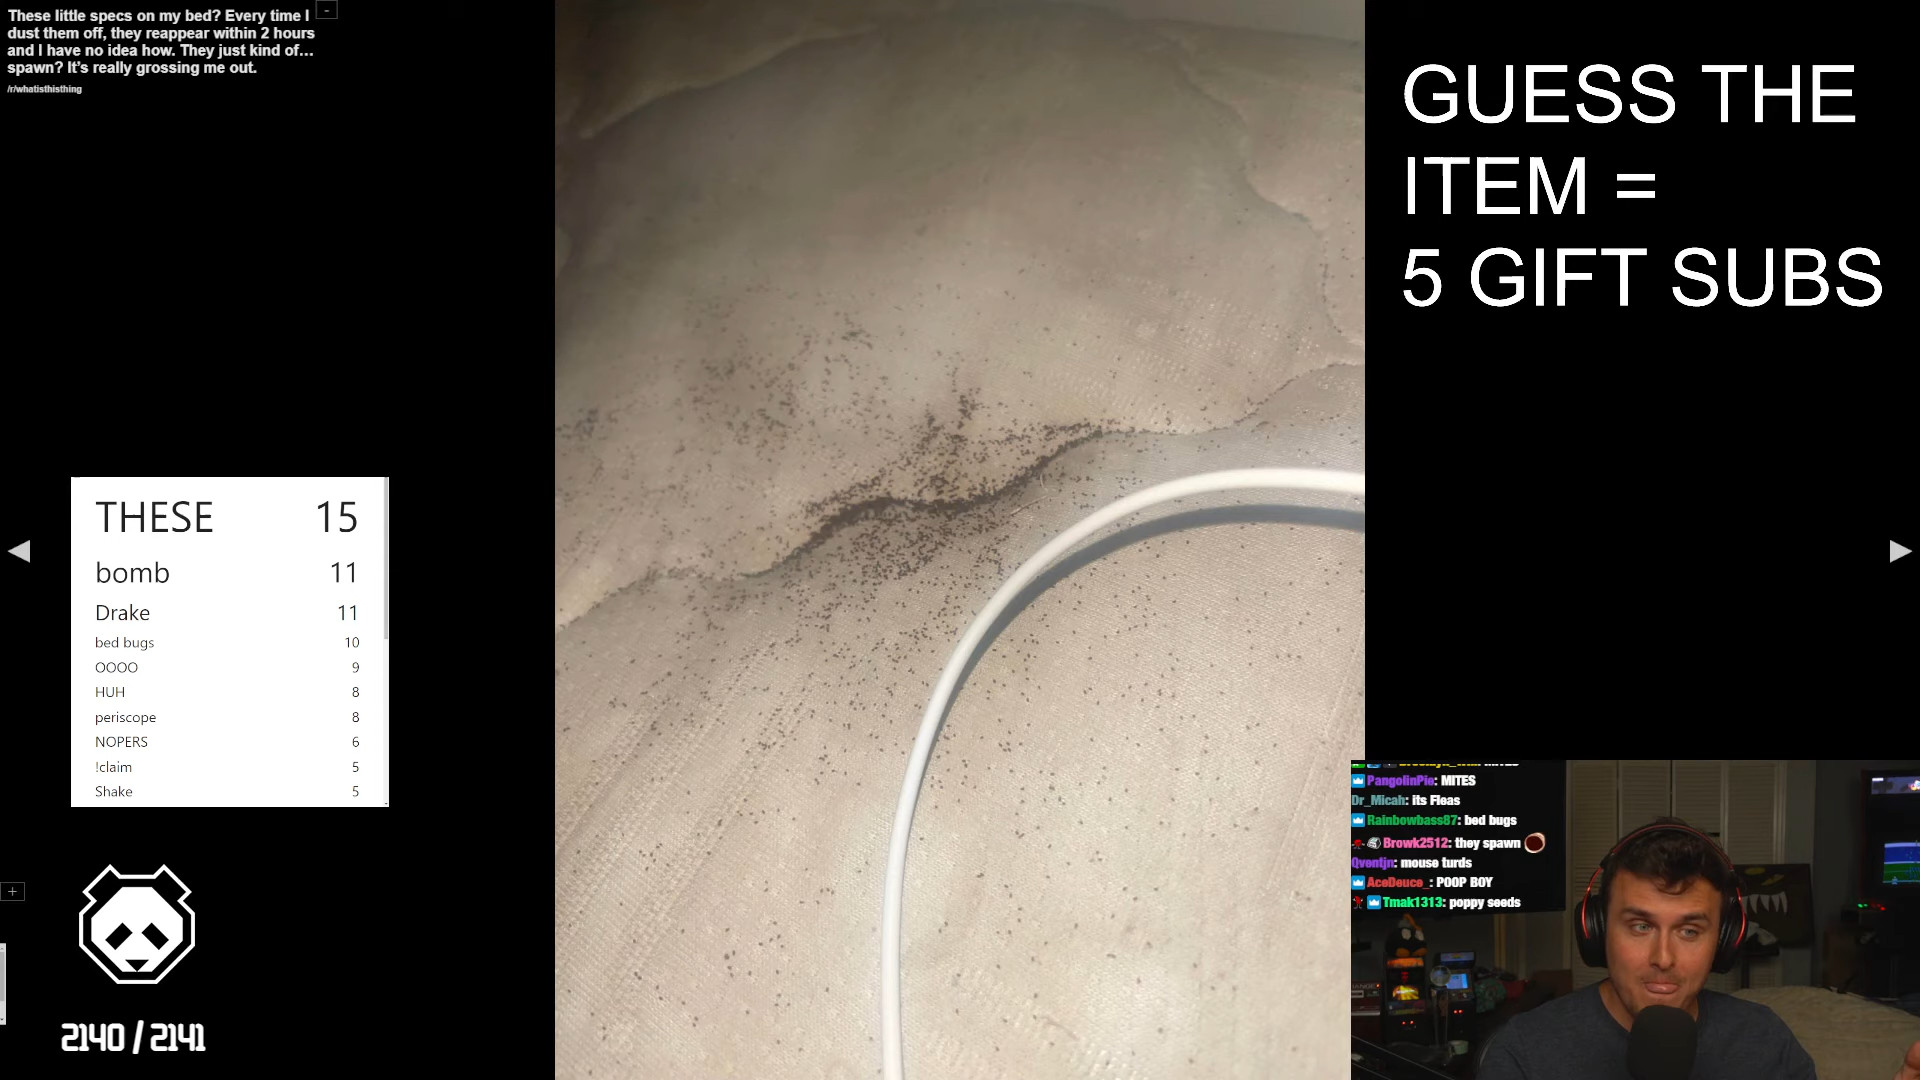 These little specs on my bed? Every time I
dust them off, they reappear within 2 hours
and I have no idea how. They just kind of...
spawn? It's really grossing me out.
/r/whatisthisthing
GUESS THE
ITEM =
5 GIFT SUBS
THESE 15
bomb 11
Drake 11
bed bugs 10
OOOO 9
HUH 8
periscope 8
NOPERS 6
!claim 5
Shake 5
2140 / 2141
PangolinPie: MITES
Dr_Micah: its Fleas
Rainbowbass87: bed bugs
Browk2512: they spawn
Qventjn: mouse turds
AceDeuce_: POOP BOY
Tmak1313: poppy seeds